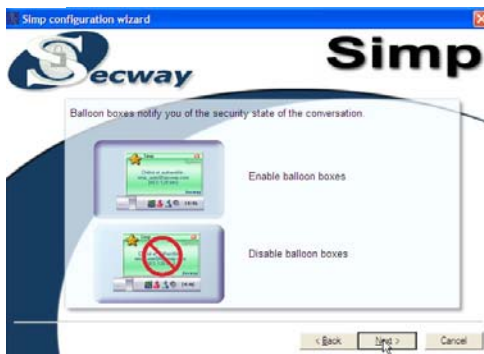 Simp configuration wizard
Secway
Simp
Balloon boxes notify you of the security state of the conversation.
Enable balloon boxes
Disable balloon boxes
< Back
Next >
Cancel